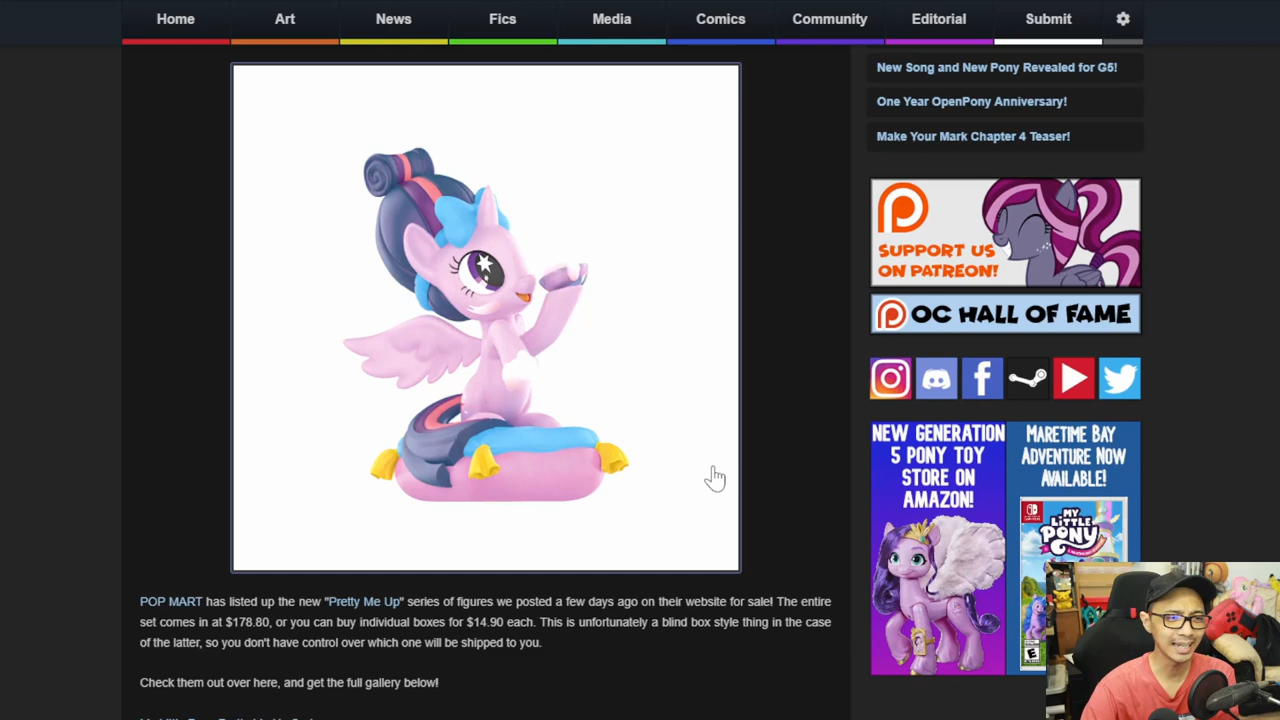 Home Art News Fics Media Comics Community Editorial Submit
POP MART has listed up the new "Pretty Me Up" series of figures we posted a few days ago on their website for sale! The entire
set comes in at $178.80, or you can buy individual boxes for $14.90 each. This is unfortunately a blind box style thing in the case
of the latter, so you don't have control over which one will be shipped to you.
Check them out over here, and get the full gallery below!
New Song and New Pony Revealed for G5!
One Year OpenPony Anniversary!
Make Your Mark Chapter 4 Teaser!
SUPPORT US
ON PATREON!
OC HALL OF FAME
NEW GENERATION
5 PONY TOY
STORE ON
AMAZON!
MARETIME BAY
ADVENTURE NOW
AVAILABLE!
MY LITTLE
PONY
E